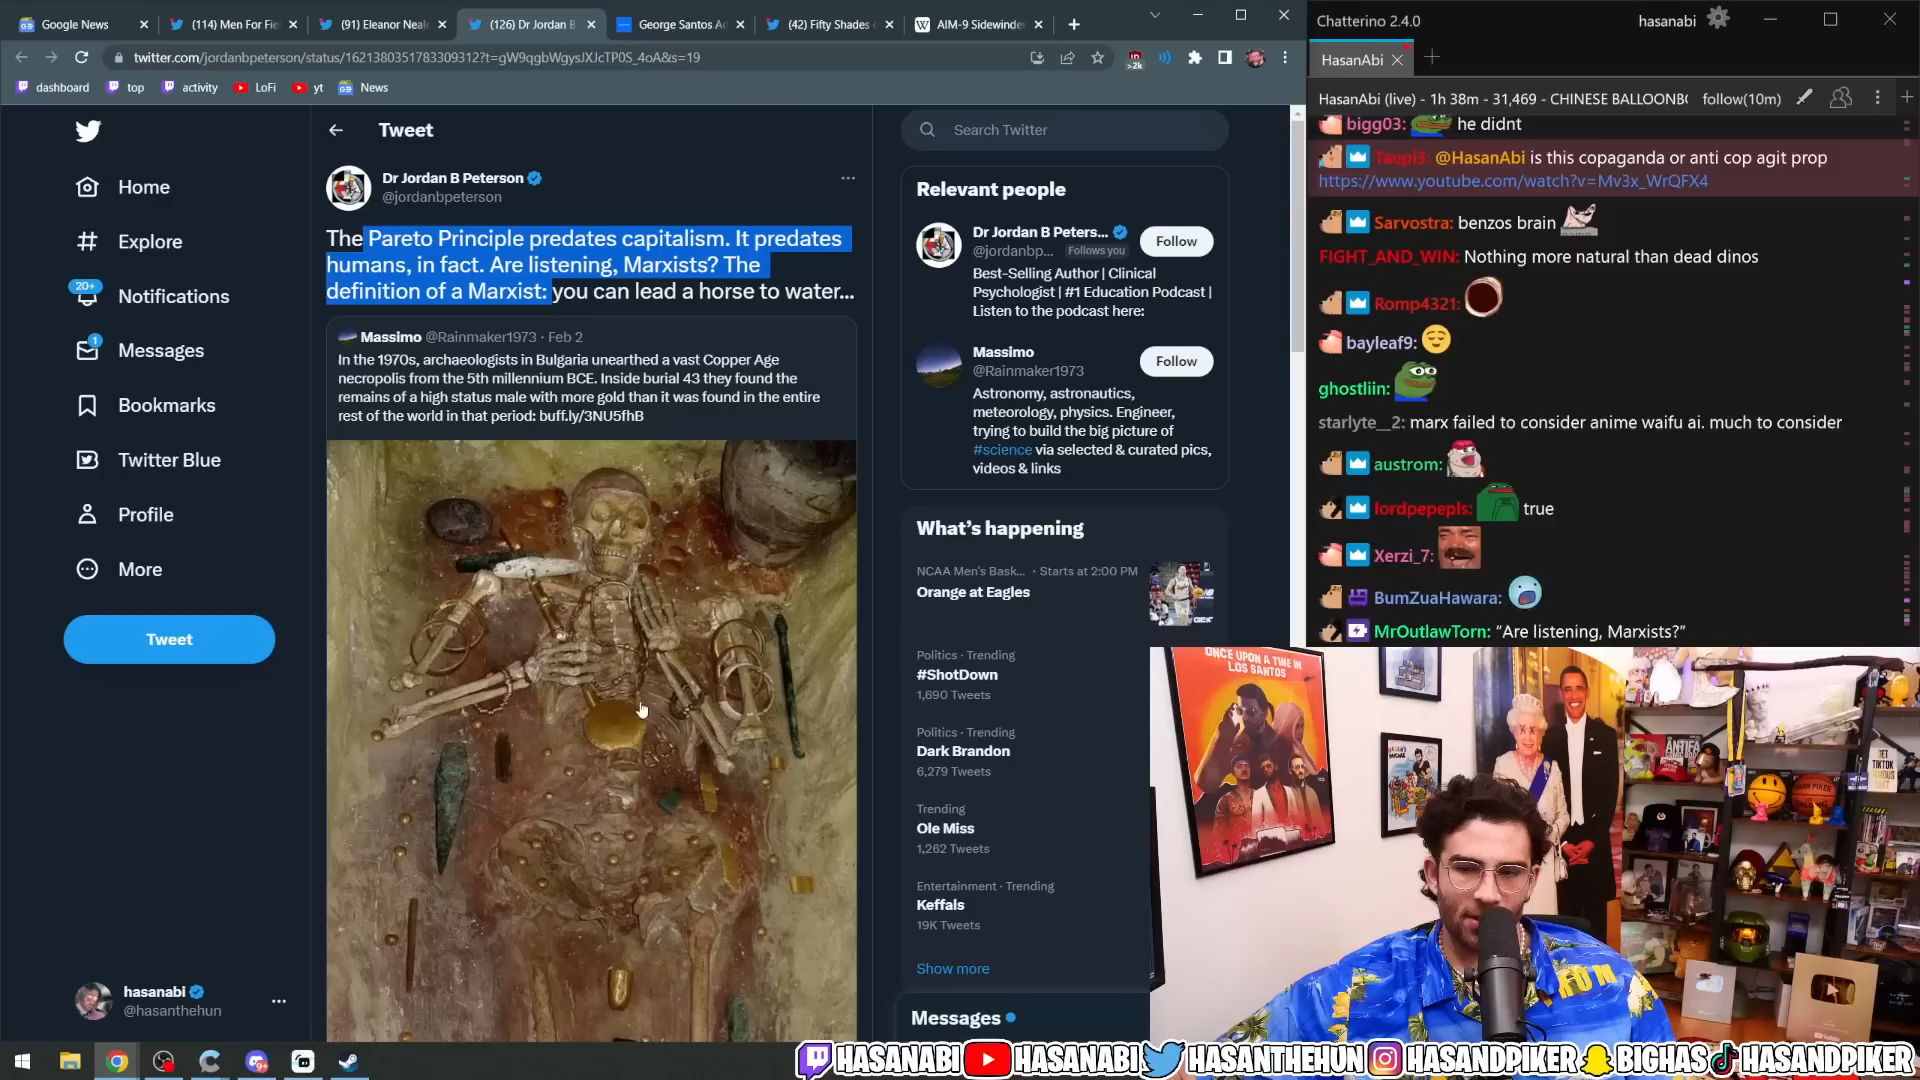 Google News
(114) Men For Fie
(91) Eleanor Neale
(126) Dr Jordan B
George Santos Ad
(42) Fifty Shades o
AIM-9 Sidewinde
twitter.com/jordanbpeterson/status/1621380351783309312?t=gW9qgbWgysJXJcTP0S_4oA&s=19
>2k
dashboard
top
activity
LoFi
yt
News
Home
Explore
20+
Notifications
1
Messages
Bookmarks
Twitter Blue
Profile
More
Tweet
hasanabi
@hasanthehun
Tweet
Dr Jordan B Peterson
@jordanbpeterson
The Pareto Principle predates capitalism. It predates
humans, in fact. Are listening, Marxists? The
definition of a Marxist: you can lead a horse to water...
Massimo @Rainmaker1973 · Feb 2
In the 1970s, archaeologists in Bulgaria unearthed a vast Copper Age
necropolis from the 5th millennium BCE. Inside burial 43 they found the
remains of a high status male with more gold than it was found in the entire
rest of the world in that period: buff.ly/3NU5fhB
Search Twitter
Relevant people
Dr Jordan B Peters...
Follow
@jordanbp... Follows you
Best-Selling Author | Clinical
Psychologist | #1 Education Podcast |
Listen to the podcast here:
Massimo
@Rainmaker1973
Follow
Astronomy, astronautics,
meteorology, physics. Engineer,
trying to build the big picture of
#science via selected & curated pics,
videos & links
What's happening
NCAA Men's Bask... · Starts at 2:00 PM
Orange at Eagles
Politics · Trending
#ShotDown
1,690 Tweets
Politics · Trending
Dark Brandon
6,279 Tweets
Trending
Ole Miss
1,262 Tweets
Entertainment · Trending
Keffals
19K Tweets
Show more
Messages
Chatterino 2.4.0
hasanabi
HasanAbi
HasanAbi (live) - 1h 38m - 31,469 - CHINESE BALLOONBO
follow(10m)
bigg03: he didnt
Taupi3: @HasanAbi is this copaganda or anti cop agit prop
https://www.youtube.com/watch?v=Mv3x_WrQFX4
Sarvostra: benzos brain
FIGHT_AND_WIN: Nothing more natural than dead dinos
Romp4321:
bayleaf9:
ghostliin:
starlyte__2: marx failed to consider anime waifu ai. much to consider
austrom:
lordpepepls: true
Xerzi_7:
BumZuaHawara:
MrOutlawTorn: “Are listening, Marxists?”
ONCE UPON A TIME IN
LOS SANTOS
ANTIFA
HASANABI
HASANABI
HASANTHEHUN
HASANDPIKER
BIGHAS
HASANDPIKER